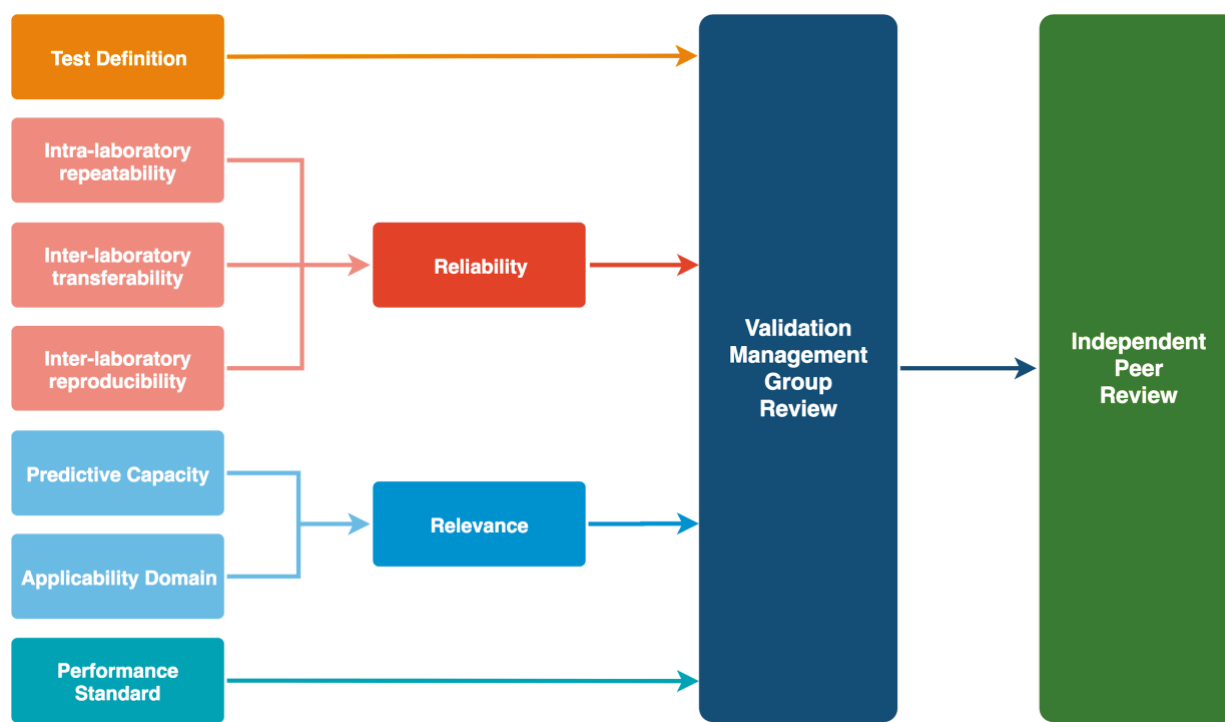 Test Definition
Intra-laboratory
repeatability
Inter-laboratory
transferability
Inter-laboratory
reproducibility
Predictive Capacity
Applicability Domain
Performance
Standard
Reliability
Relevance
Validation
Management
Group
Review
Independent
Peer
Review